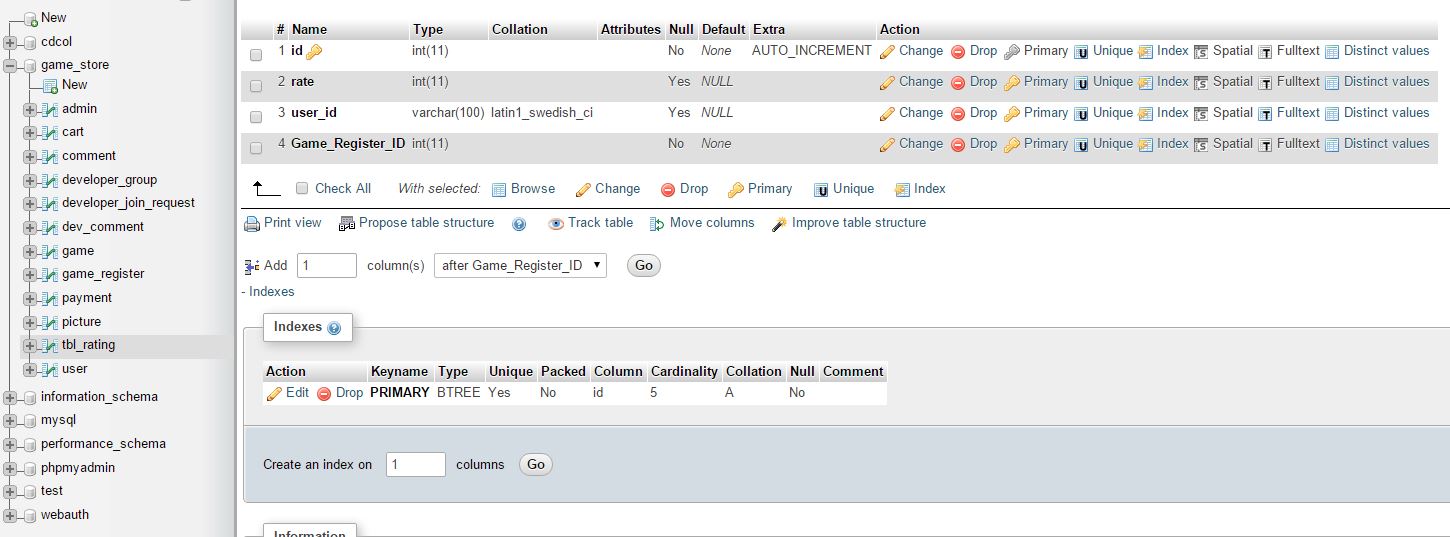 New
cdcol
game_store
New
admin
cart
comment
developer_group
developer_join_request
dev_comment
game
game_register
payment
picture
tbl_rating
user
information_schema
mysql
performance_schema
phpmyadmin
test
webauth
# Name Type Collation Attributes Null Default Extra Action
1 id int(11) No None AUTO_INCREMENT Change Drop Primary Unique Index Spatial Fulltext Distinct values
2 rate int(11) Yes NULL Change Drop Primary Unique Index Spatial Fulltext Distinct values
3 user_id varchar(100) latin1_swedish_ci Yes NULL Change Drop Primary Unique Index Spatial Fulltext Distinct values
4 Game_Register_ID int(11) No None Change Drop Primary Unique Index Spatial Fulltext Distinct values
Check All With selected: Browse Change Drop Primary Unique Index
Print view Propose table structure Track table Move columns Improve table structure
Add 1 column(s) after Game_Register_ID Go
- Indexes
Indexes
Action Keyname Type Unique Packed Column Cardinality Collation Null Comment
Edit Drop PRIMARY BTREE Yes No id 5 A No
Create an index on 1 columns Go
Information